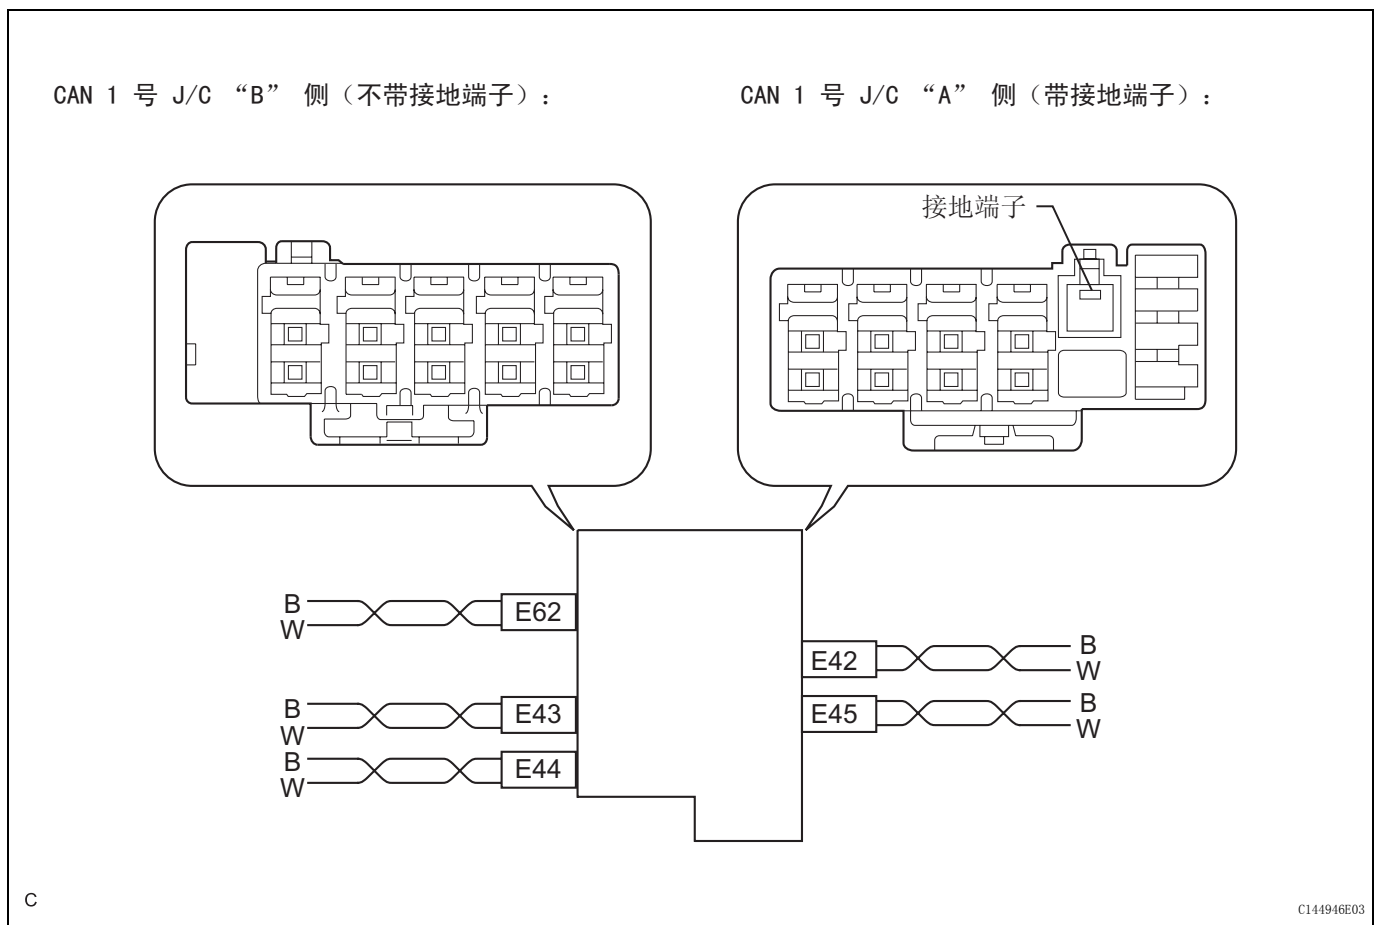 CAN 1 号 J/C “B” 侧（不带接地端子）：
CAN 1 号 J/C “A” 侧（带接地端子）：
接地端子
B
W
E62
B
W
E43
B
W
E44
E42
B
W
E45
B
W
C
C144946E03